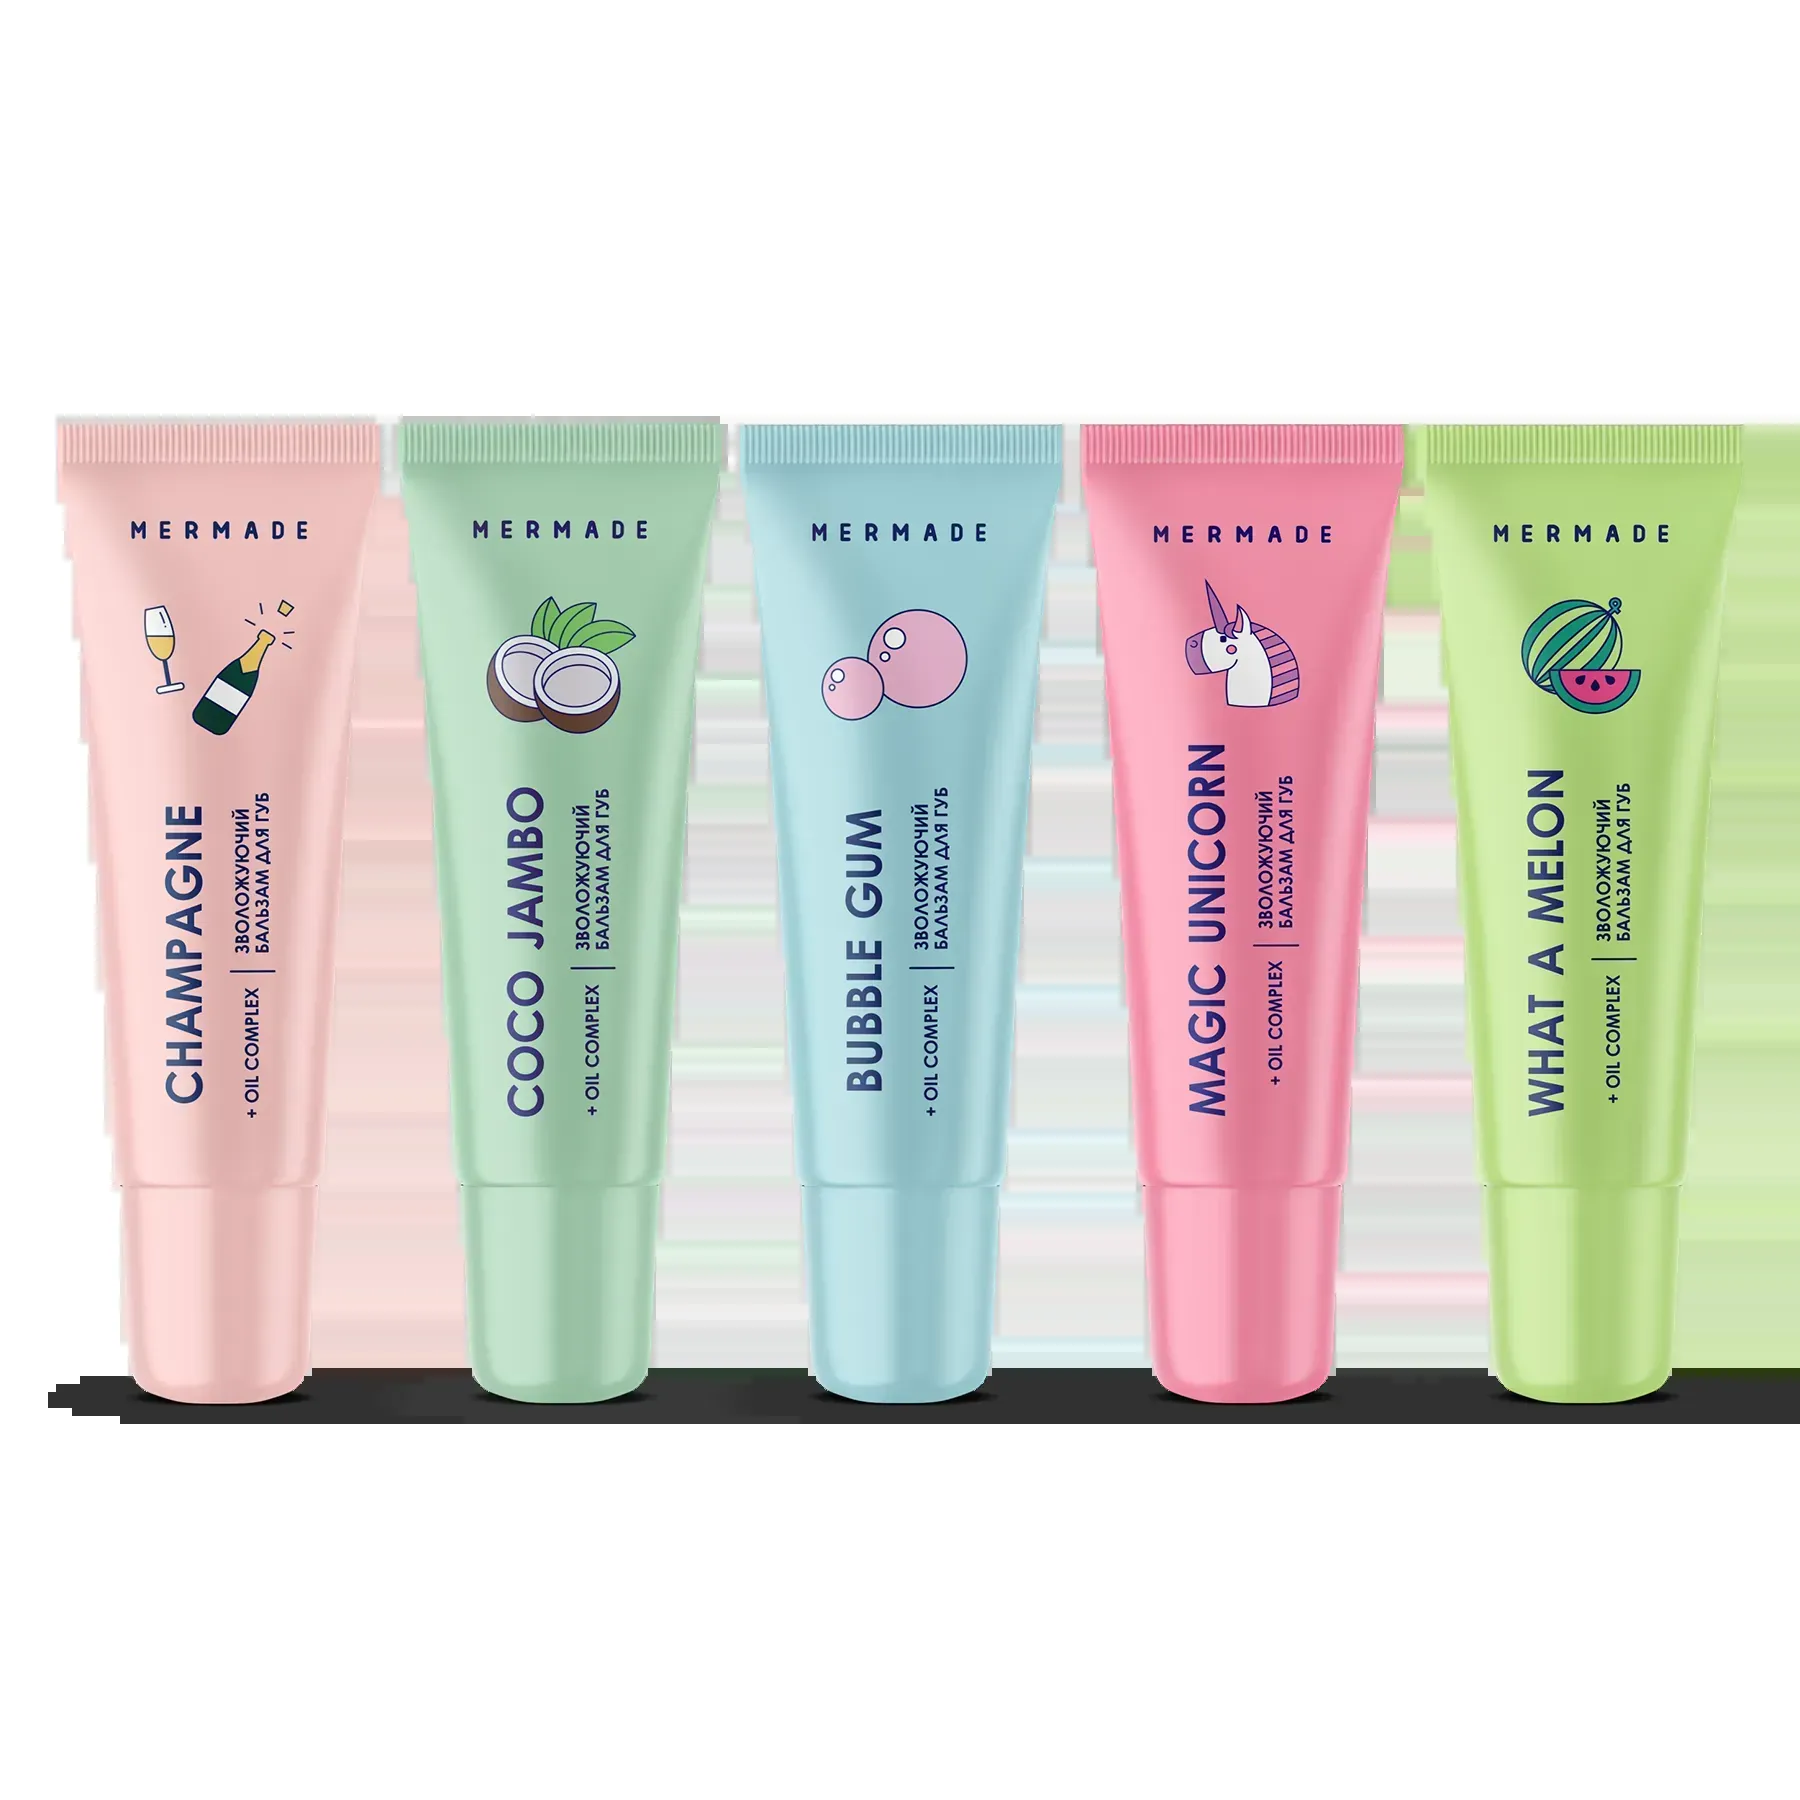 MERMADE
CHAMPAGNE
ЗВОЛОЖУЮЧИЙ
БАЛЬЗАМ ДЛЯ ГУБ
+ OIL COMPLEX
MERMADE
COCO JAMBO
ЗВОЛОЖУЮЧИЙ
БАЛЬЗАМ ДЛЯ ГУБ
+ OIL COMPLEX
MERMADE
BUBBLE GUM
ЗВОЛОЖУЮЧИЙ
БАЛЬЗАМ ДЛЯ ГУБ
+ OIL COMPLEX
MERMADE
MAGIC UNICORN
ЗВОЛОЖУЮЧИЙ
БАЛЬЗАМ ДЛЯ ГУБ
+ OIL COMPLEX
MERMADE
WHAT A MELON
ЗВОЛОЖУЮЧИЙ
БАЛЬЗАМ ДЛЯ ГУБ
+ OIL COMPLEX